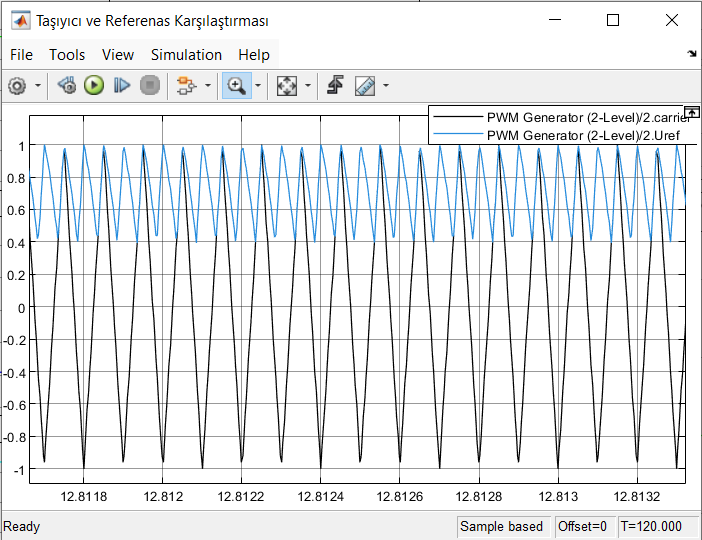 Taşıyıcı ve Referenas Karşılaştırması
File Tools View Simulation Help
PWM Generator (2-Level)/2.carrier
PWM Generator (2-Level)/2.Uref
1
0.8
0.6
0.4
0.2
0
-0.2
-0.4
-0.6
-0.8
-1
12.8118 12.812 12.8122 12.8124 12.8126 12.8128 12.813 12.8132
Ready Sample based Offset=0 T=120.000